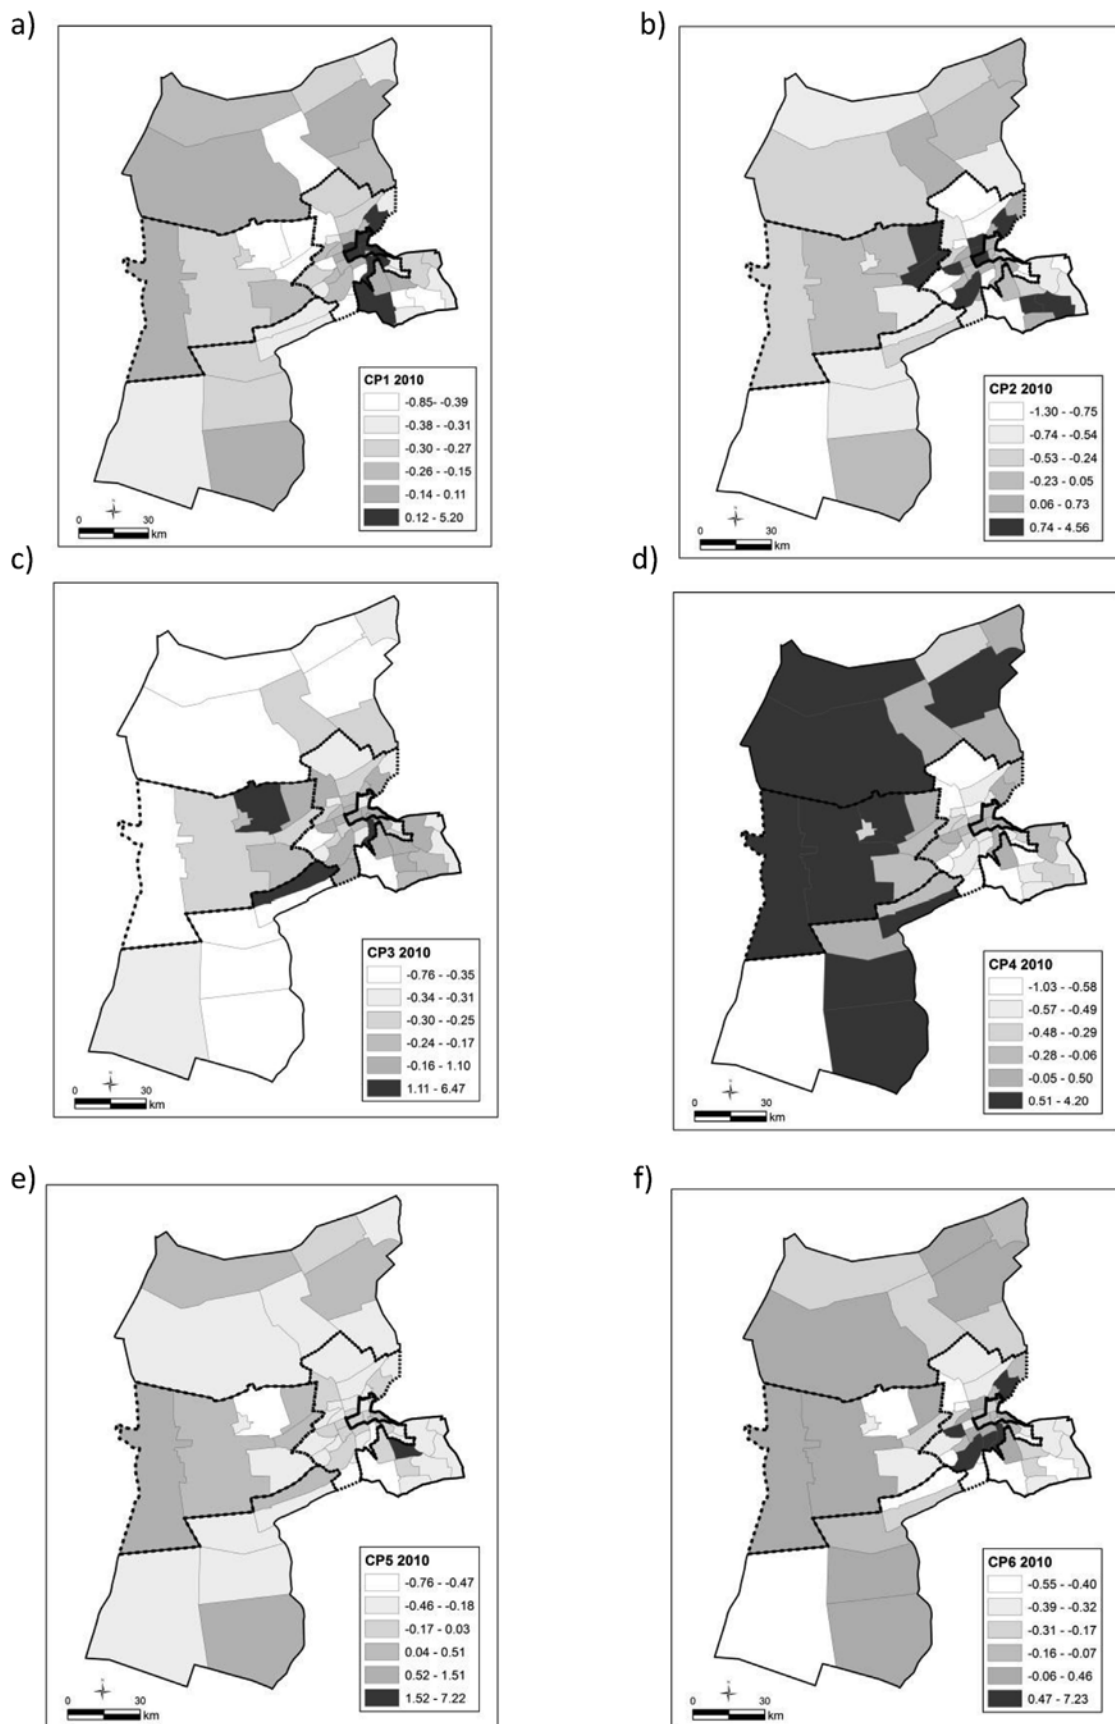 a)
CP1 2010
-0.85- -0.39
-0.38 - -0.31
-0.30 - -0.27
-0.26 - -0.15
-0.14 - 0.11
0.12 - 5.20
N
0 30
km
b)
CP2 2010
-1.30 - -0.75
-0.74 - -0.54
-0.53 - -0.24
-0.23 - 0.05
0.06 - 0.73
0.74 - 4.56
N
0 30
km
c)
CP3 2010
-0.76 - -0.35
-0.34 - -0.31
-0.30 - -0.25
-0.24 - -0.17
-0.16 - 1.10
1.11 - 6.47
N
0 30
km
d)
CP4 2010
-1.03 - -0.58
-0.57 - -0.49
-0.48 - -0.29
-0.28 - -0.06
-0.05 - 0.50
0.51 - 4.20
N
0 30
km
e)
CP5 2010
-0.76 - -0.47
-0.46 - -0.18
-0.17 - 0.03
0.04 - 0.51
0.52 - 1.51
1.52 - 7.22
N
0 30
km
f)
CP6 2010
-0.55 - -0.40
-0.39 - -0.32
-0.31 - -0.17
-0.16 - -0.07
-0.06 - 0.46
0.47 - 7.23
N
0 30
km